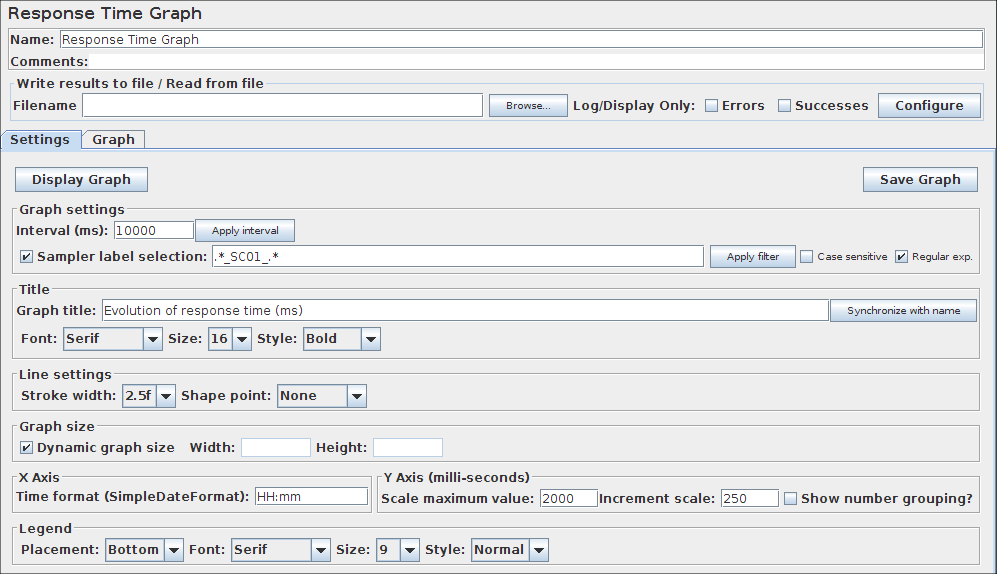 Response Time Graph
Name: Response Time Graph
Comments:
Write results to file / Read from file
Filename Browse... Log/Display Only: Errors Successes Configure
Settings Graph
Display Graph Save Graph
Graph settings
Interval (ms): 10000 Apply interval
Sampler label selection: .*_SC01_.* Apply filter Case sensitive Regular exp.
Title
Graph title: Evolution of response time (ms) Synchronize with name
Font: Serif Size: 16 Style: Bold
Line settings
Stroke width: 2.5f Shape point: None
Graph size
Dynamic graph size Width: Height:
X Axis Y Axis (milli-seconds)
Time format (SimpleDateFormat): HH:mm Scale maximum value: 2000 Increment scale: 250 Show number grouping?
Legend
Placement: Bottom Font: Serif Size: 9 Style: Normal